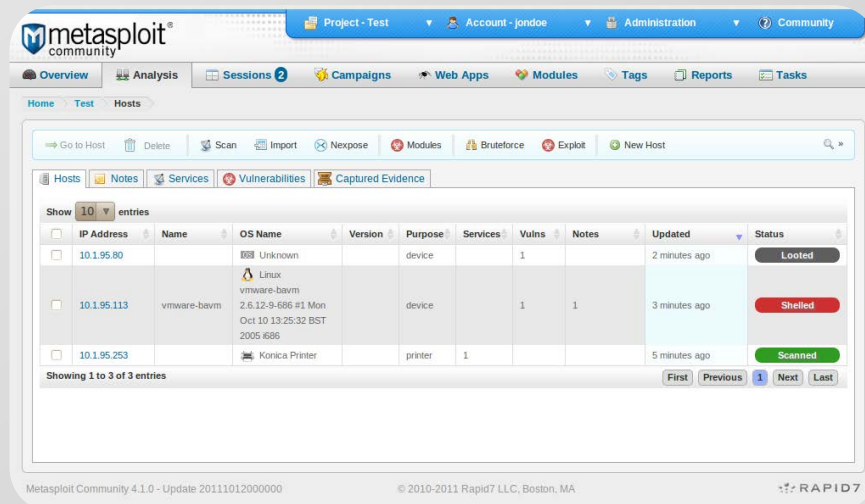 metasploit®
community
Project - Test ▼ Account - jondoe ▼ Administration ▼ Community
Overview Analysis Sessions 2 Campaigns Web Apps Modules Tags Reports Tasks
Home Test Hosts
Go to Host Delete Scan Import Nexpose Modules Bruteforce Exploit New Host »
Hosts Notes Services Vulnerabilities Captured Evidence
Show 10 ▼ entries
IP Address Name OS Name Version Purpose Services Vulns Notes Updated Status
10.1.95.80 Unknown device 1 2 minutes ago Looted
Linux
vmware-bavm
10.1.95.113 vmware-bavm 2.6.12-9-686 #1 Mon device 1 1 3 minutes ago Shelled
Oct 10 13:25:32 BST
2005 i686
10.1.95.253 Konica Printer printer 1 5 minutes ago Scanned
Showing 1 to 3 of 3 entries First Previous 1 Next Last
Metasploit Community 4.1.0 - Update 20111012000000 © 2010-2011 Rapid7 LLC, Boston, MA RAPID7